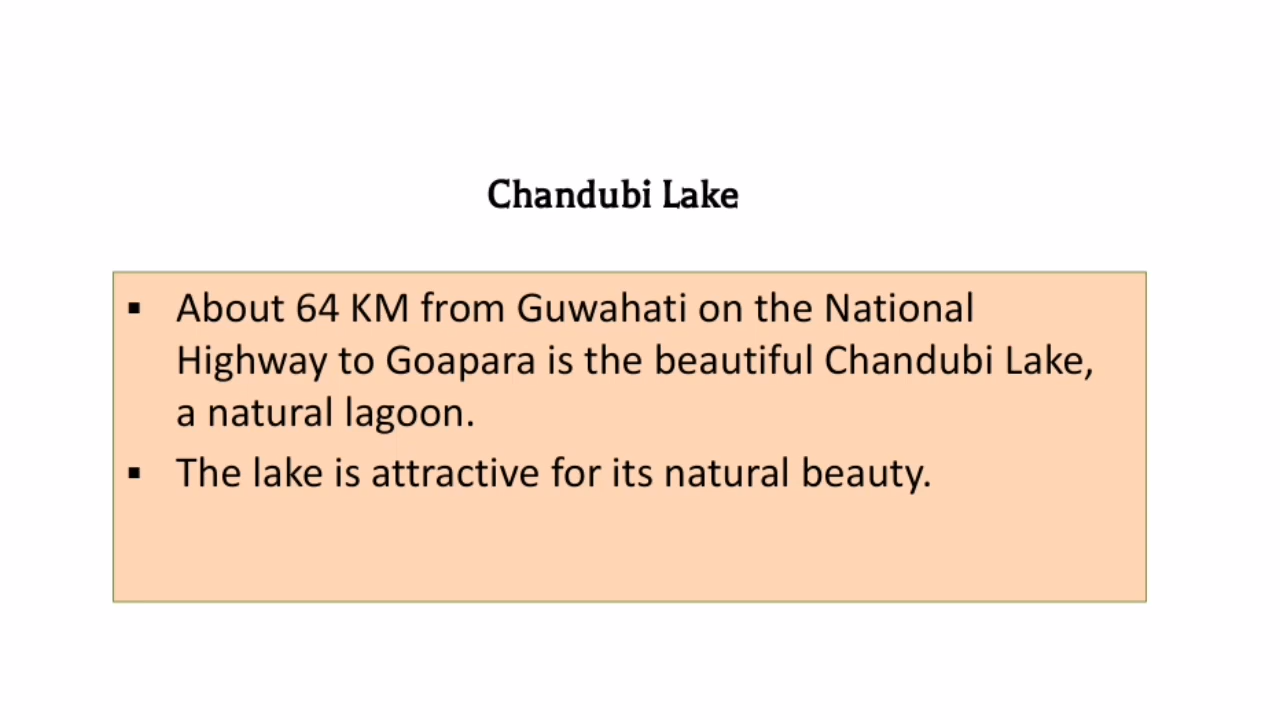 Chandubi Lake
▪ About 64 KM from Guwahati on the National
Highway to Goapara is the beautiful Chandubi Lake,
a natural lagoon.
▪ The lake is attractive for its natural beauty.